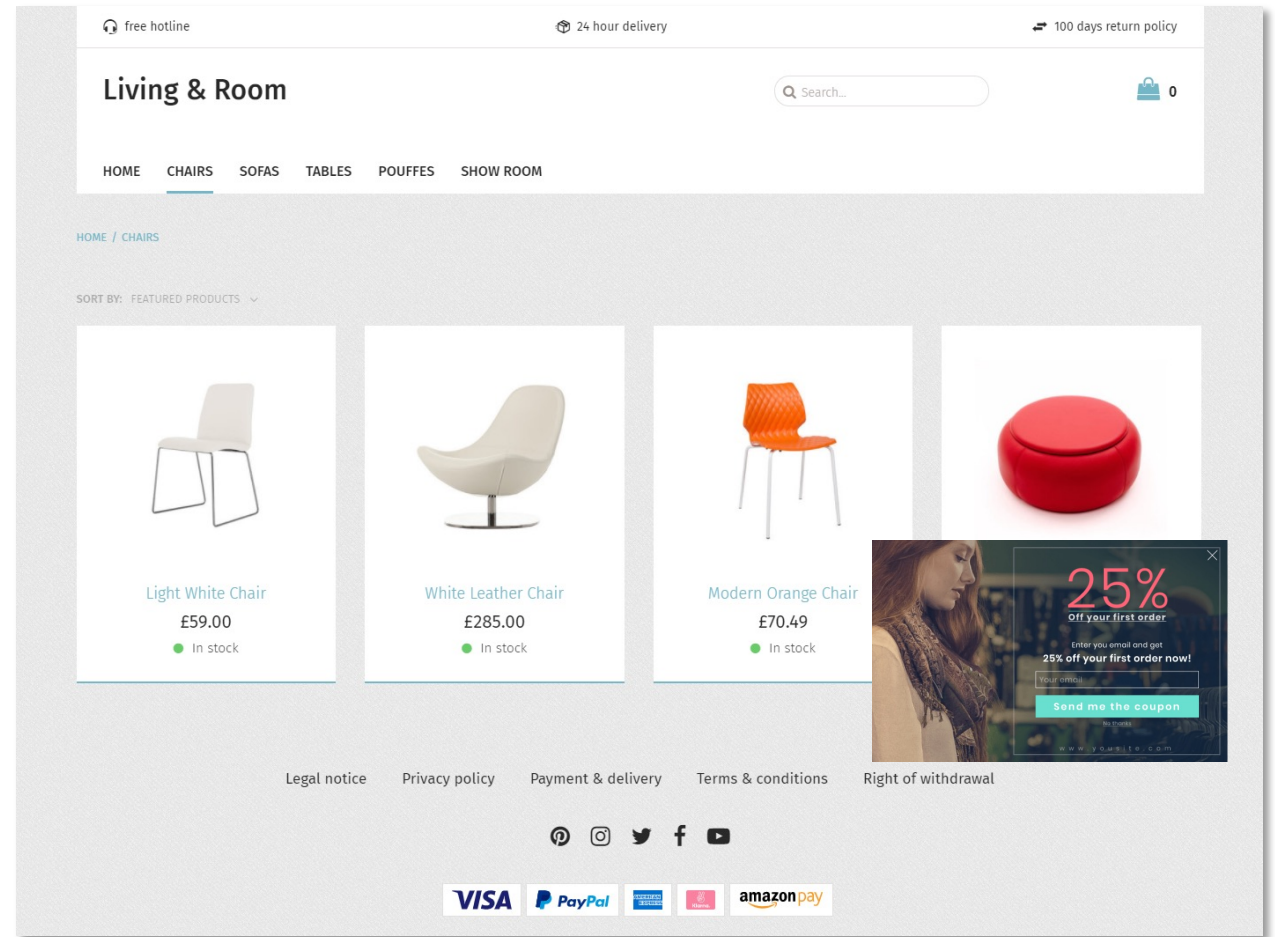 free hotline
24 hour delivery
100 days return policy
Living & Room
Search...
0
HOME CHAIRS SOFAS TABLES POUFFES SHOW ROOM
HOME / CHAIRS
SORT BY: FEATURED PRODUCTS
Light White Chair
£59.00
In stock
White Leather Chair
£285.00
In stock
Modern Orange Chair
£70.49
In stock
25%
Off your first order
Enter you email and get
25% off your first order now!
Your email
Send me the coupon
No thanks
www.yousite.com
Legal notice Privacy policy Payment & delivery Terms & conditions Right of withdrawal
VISA PayPal AMERICAN EXPRESS Klarna amazon pay